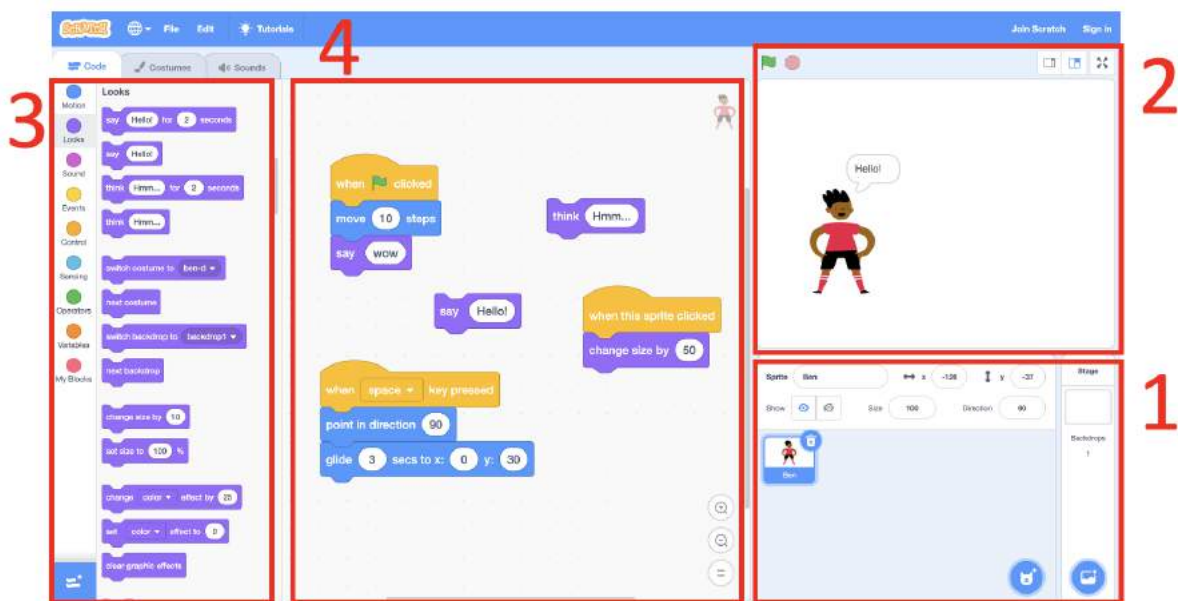 SCRATCH File Edit Tutorials Join Scratch Sign in
4
Code Costumes Sounds
3
Motion
Looks
Sound
Events
Control
Sensing
Operators
Variables
My Blocks
Looks
say Hello! for 2 seconds
say Hello!
think Hmm... for 2 seconds
think Hmm...
switch costume to ben-d
next costume
switch backdrop to backdrop1
next backdrop
change size by 10
set size to 100 %
change color effect by 25
set color effect to 0
clear graphic effects
when clicked
move 10 steps
say wow
think Hmm...
say Hello!
when this sprite clicked
change size by 50
when space key pressed
point in direction 90
glide 3 secs to x: 0 y: 30
2
Hello!
1
Sprite Ben x -128 y -37
Show Size 100 Direction 90
Ben
Stage
Backdrops
1